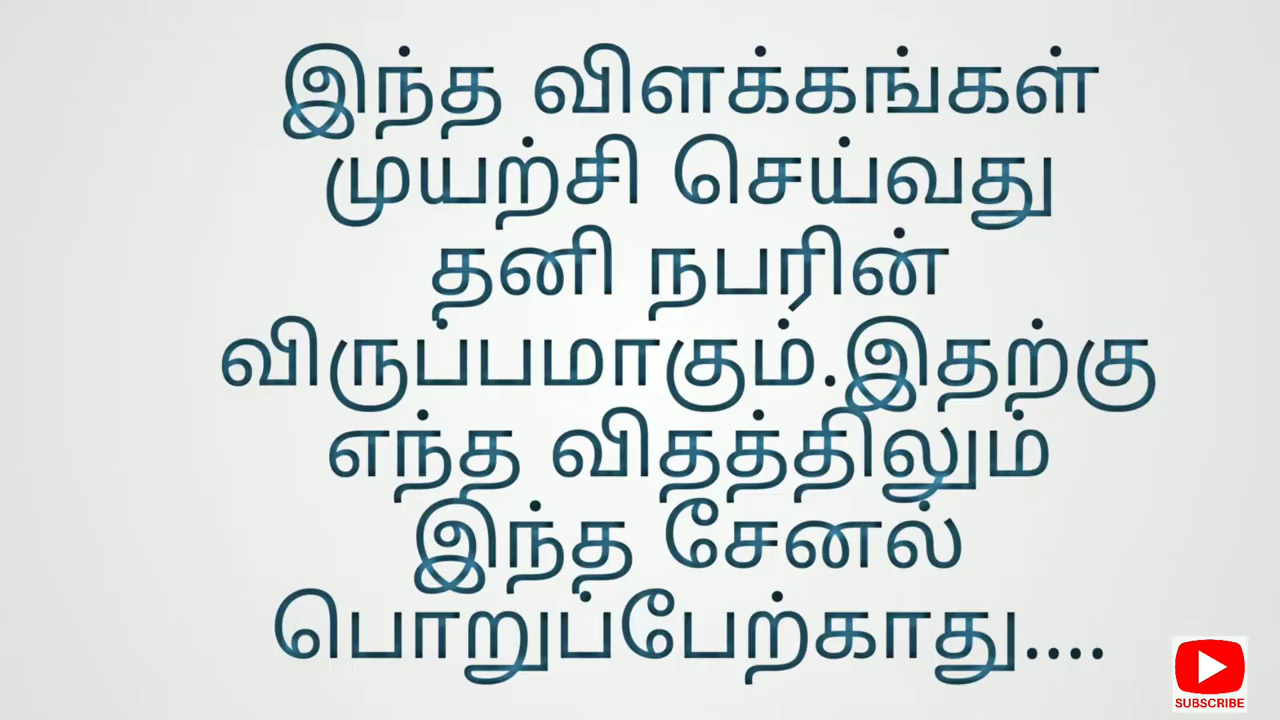 இந்த விளக்கங்கள்
முயற்சி செய்வது
தனி நபரின்
விருப்பமாகும்.இதற்கு
எந்த விதத்திலும்
இந்த சேனல்
பொறுப்பேற்காது....
SUBSCRIBE